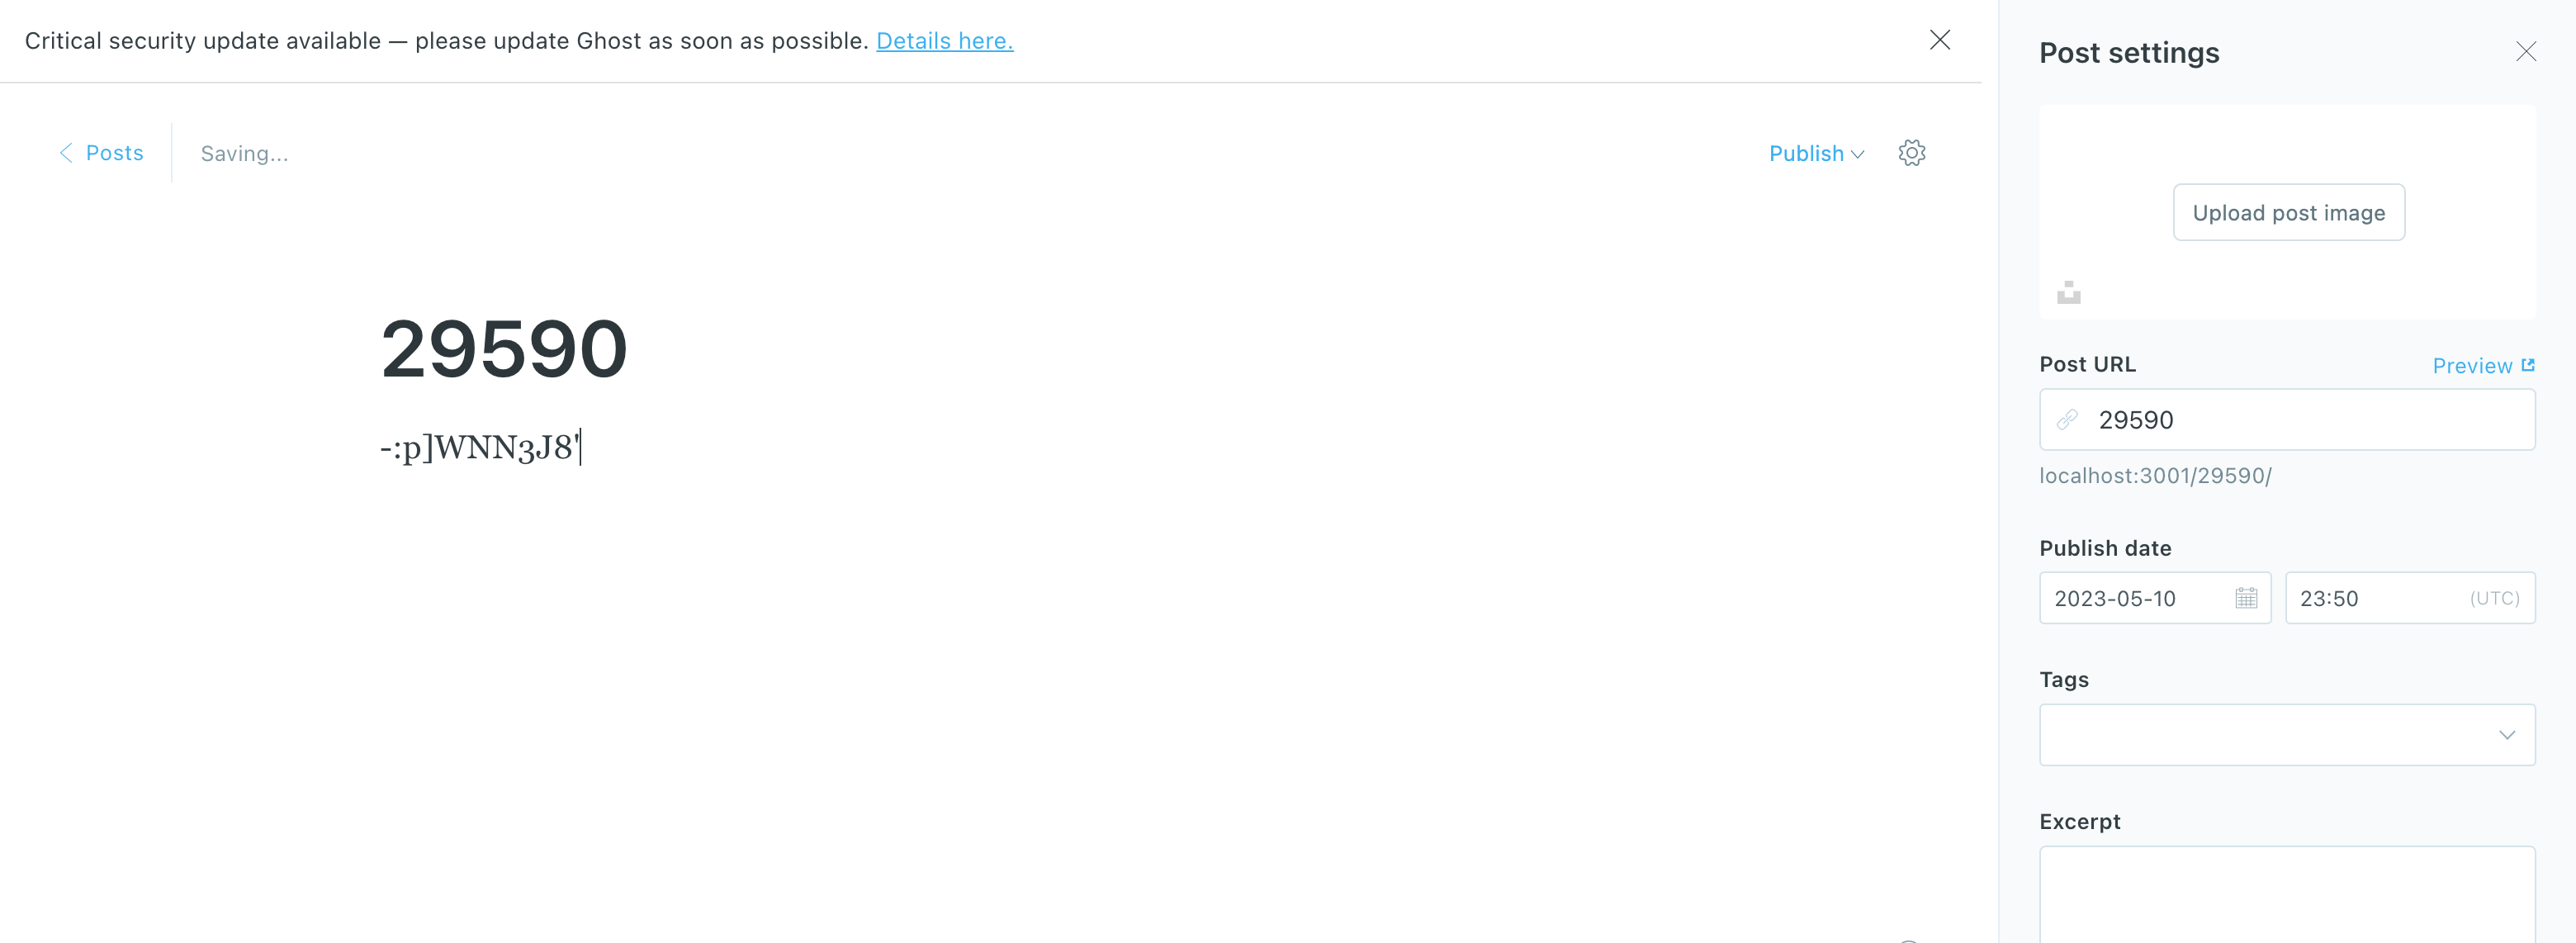 Critical security update available — please update Ghost as soon as possible. Details here.
Posts
Saving...
Publish
29590
-:p]WNN3J8'
Post settings
Upload post image
Post URL
Preview
29590
localhost:3001/29590/
Publish date
2023-05-10
23:50
(UTC)
Tags
Excerpt